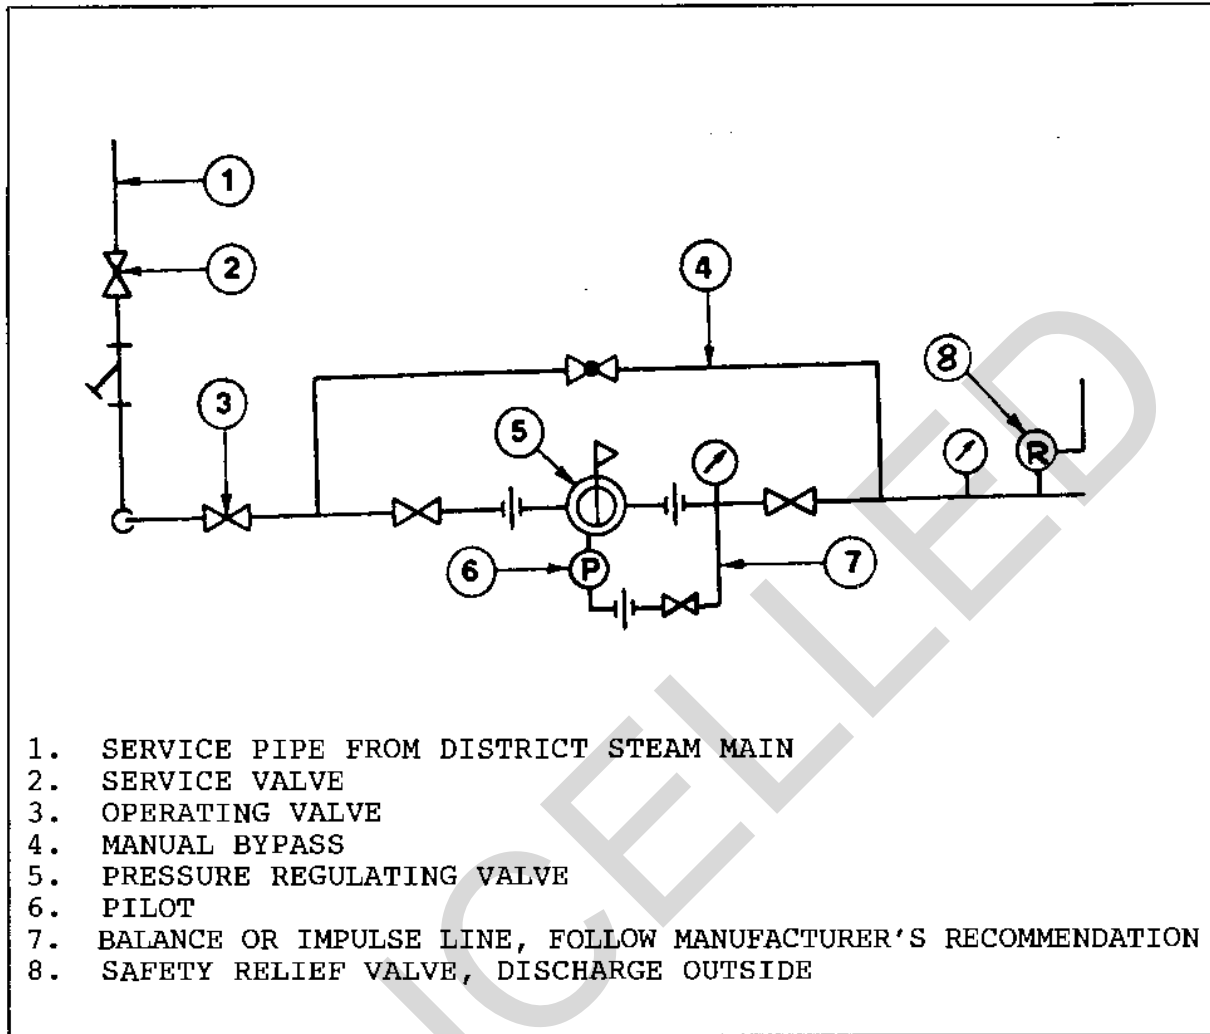 1
2
4
8
3
5
R
6
P
7
1. SERVICE PIPE FROM DISTRICT STEAM MAIN
2. SERVICE VALVE
3. OPERATING VALVE
4. MANUAL BYPASS
5. PRESSURE REGULATING VALVE
6. PILOT
7. BALANCE OR IMPULSE LINE, FOLLOW MANUFACTURER'S RECOMMENDATION
8. SAFETY RELIEF VALVE, DISCHARGE OUTSIDE
CELLED